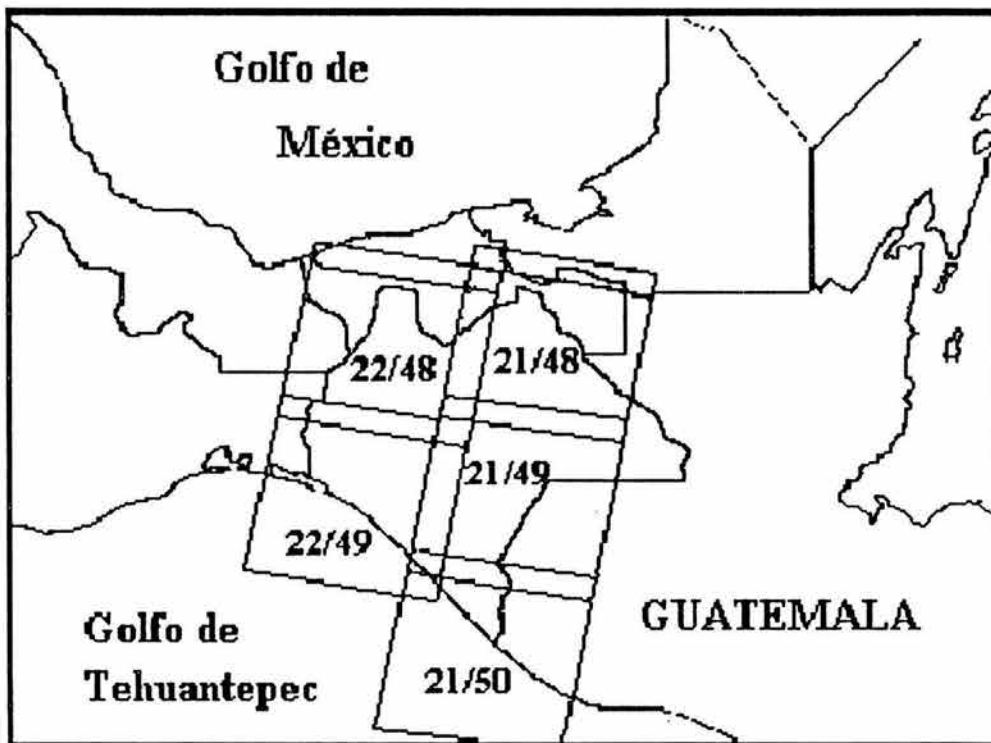 Golfo de
México
22/48
21/48
21/49
22/49
GUATEMALA
Golfo de
Tehuantepec
21/50